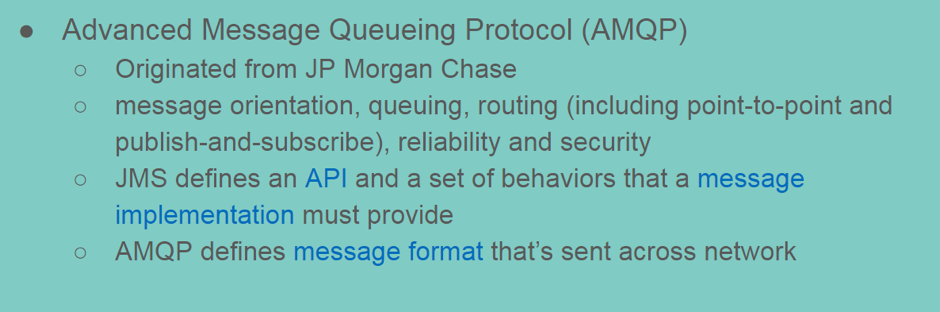 ● Advanced Message Queueing Protocol (AMQP)
○ Originated from JP Morgan Chase
○ message orientation, queuing, routing (including point-to-point and
publish-and-subscribe), reliability and security
○ JMS defines an API and a set of behaviors that a message
implementation must provide
○ AMQP defines message format that’s sent across network